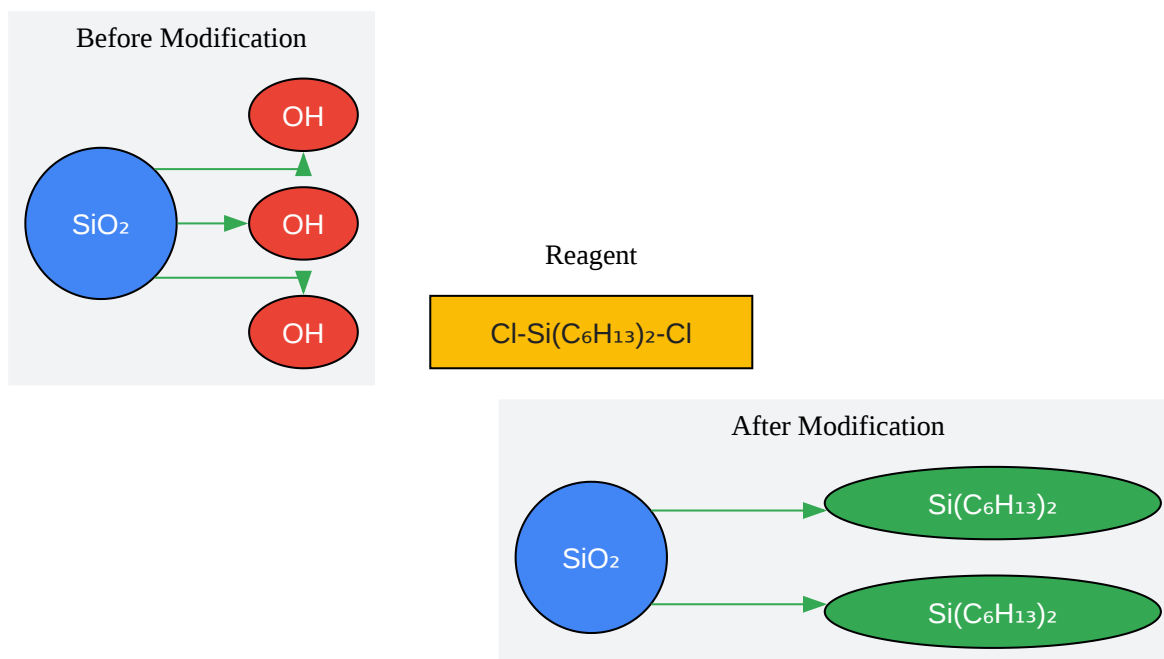 Before Modification
OH
SiO₂
OH
OH
Reagent
Cl-Si(C₆H₁₃)₂-Cl
After Modification
Si(C₆H₁₃)₂
SiO₂
Si(C₆H₁₃)₂